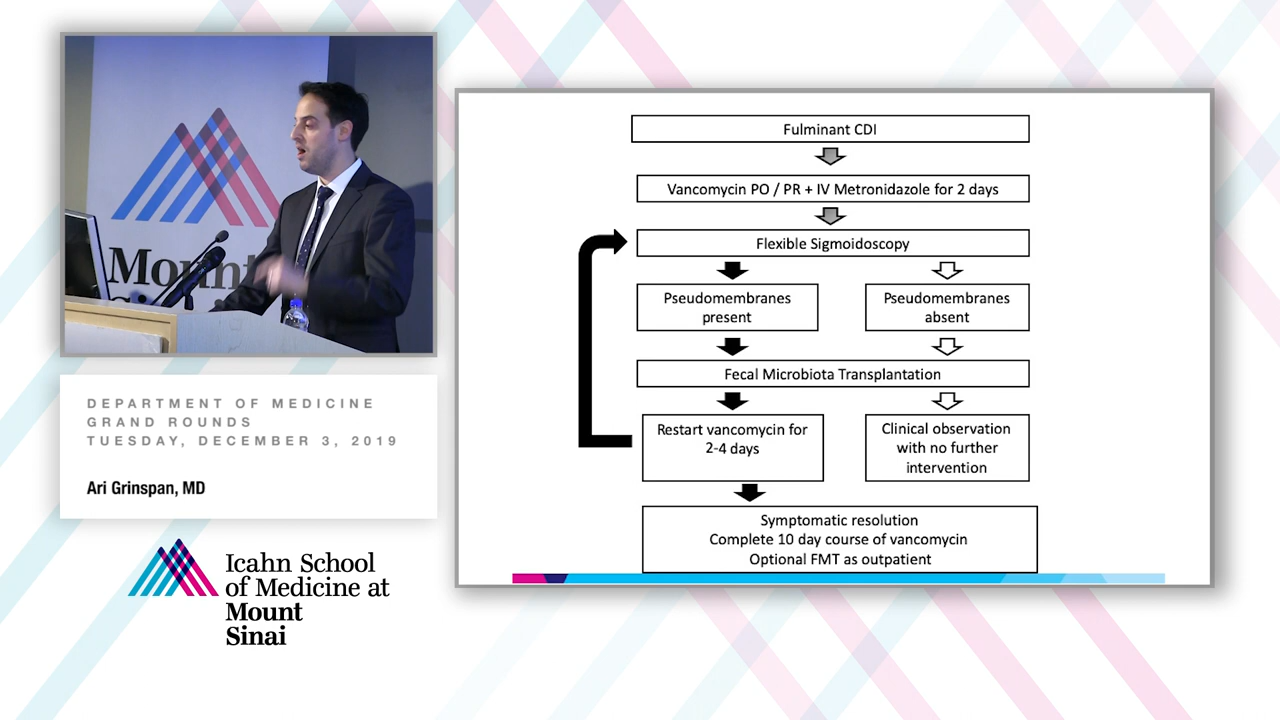 Mount
Sinai
DEPARTMENT OF MEDICINE
GRAND ROUNDS
TUESDAY, DECEMBER 3, 2019
Ari Grinspan, MD
Icahn School
of Medicine at
Mount
Sinai
Fulminant CDI
Vancomycin PO / PR + IV Metronidazole for 2 days
Flexible Sigmoidoscopy
Pseudomembranes
present
Pseudomembranes
absent
Fecal Microbiota Transplantation
Restart vancomycin for
2-4 days
Clinical observation
with no further
intervention
Symptomatic resolution
Complete 10 day course of vancomycin
Optional FMT as outpatient